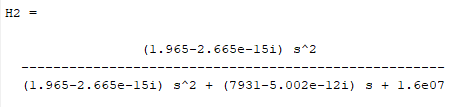 H2 =
(1.965-2.665e-15i) s^2
-----------------------------------------------------
(1.965-2.665e-15i) s^2 + (7931-5.002e-12i) s + 1.6e07